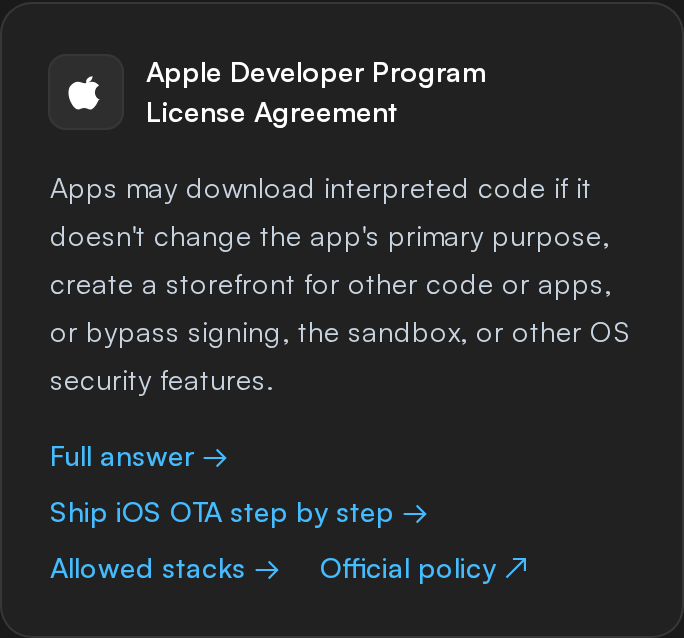 Apple Developer Program
License Agreement
Apps may download interpreted code if it
doesn't change the app's primary purpose,
create a storefront for other code or apps,
or bypass signing, the sandbox, or other OS
security features.
Full answer →
Ship iOS OTA step by step →
Allowed stacks → Official policy ↗